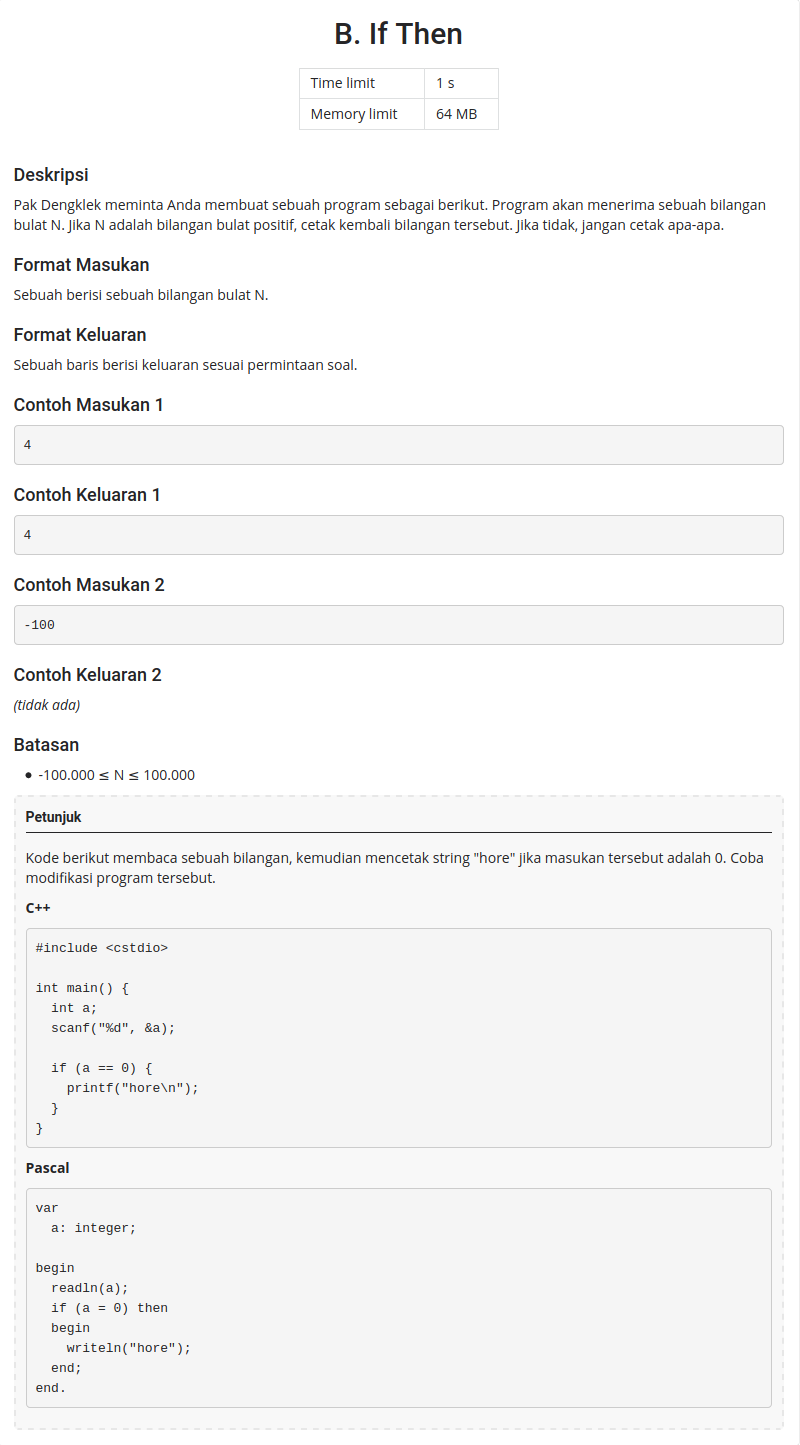 B. If Then
Time limit 1 s
Memory limit 64 MB
Deskripsi
Pak Dengklek meminta Anda membuat sebuah program sebagai berikut. Program akan menerima sebuah bilangan
bulat N. Jika N adalah bilangan bulat positif, cetak kembali bilangan tersebut. Jika tidak, jangan cetak apa-apa.
Format Masukan
Sebuah berisi sebuah bilangan bulat N.
Format Keluaran
Sebuah baris berisi keluaran sesuai permintaan soal.
Contoh Masukan 1
4
Contoh Keluaran 1
4
Contoh Masukan 2
-100
Contoh Keluaran 2
(tidak ada)
Batasan
• -100.000 ≤ N ≤ 100.000
Petunjuk
Kode berikut membaca sebuah bilangan, kemudian mencetak string "hore" jika masukan tersebut adalah 0. Coba
modifikasi program tersebut.
C++
#include <cstdio>
int main() {
  int a;
  scanf("%d", &a);
  if (a == 0) {
    printf("hore\n");
  }
}
Pascal
var
  a: integer;
begin
  readln(a);
  if (a = 0) then
  begin
    writeln("hore");
  end;
end.